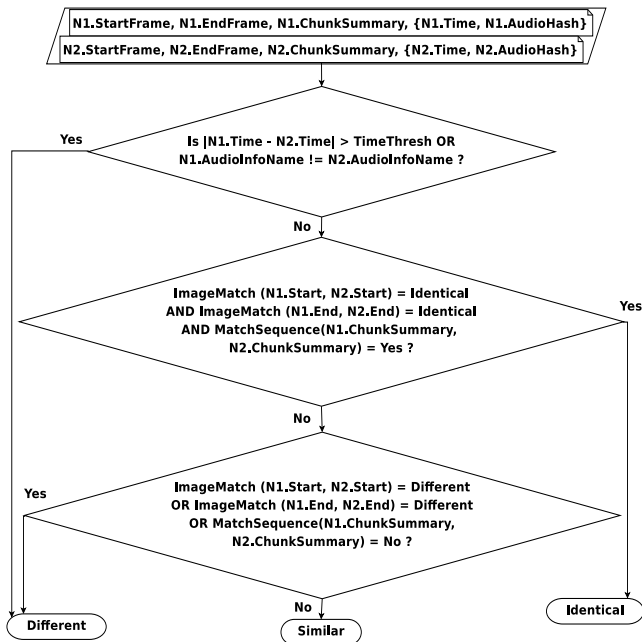 N1.StartFrame, N1.EndFrame, N1.ChunkSummary, {N1.Time, N1.AudioHash}
N2.StartFrame, N2.EndFrame, N2.ChunkSummary, {N2.Time, N2.AudioHash}
Yes
Is |N1.Time - N2.Time| > TimeThresh OR
N1.AudioInfoName != N2.AudioInfoName ?
No
ImageMatch (N1.Start, N2.Start) = Identical
AND ImageMatch (N1.End, N2.End) = Identical
AND MatchSequence(N1.ChunkSummary,
N2.ChunkSummary) = Yes ?
Yes
No
ImageMatch (N1.Start, N2.Start) = Different
OR ImageMatch (N1.End, N2.End) = Different
OR MatchSequence(N1.ChunkSummary,
N2.ChunkSummary) = No ?
Yes
No
Different
Similar
Identical